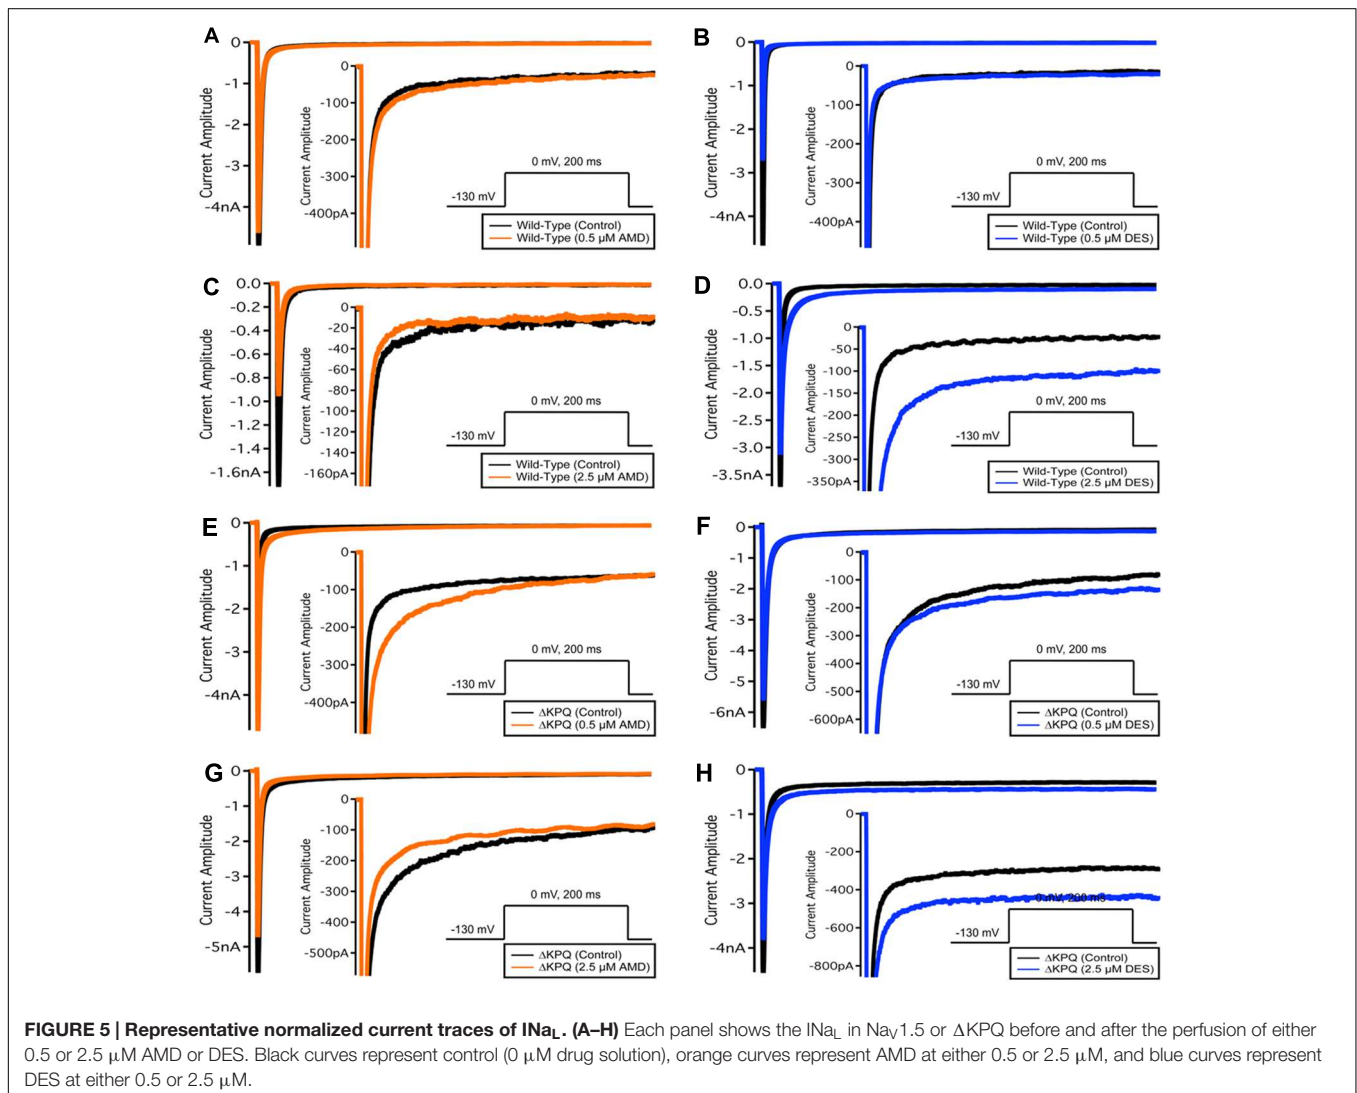 A
0
-1
-2
-3
-4nA
Current Amplitude
0
-100
-200
-300
-400pA
Current Amplitude
0 mV, 200 ms
-130 mV
Wild-Type (Control)
Wild-Type (0.5 µM AMD)
B
0
-1
-2
-3
-4nA
Current Amplitude
0
-100
-200
-300
-400pA
Current Amplitude
0 mV, 200 ms
-130 mV
Wild-Type (Control)
Wild-Type (0.5 µM DES)
C
0.0
-0.2
-0.4
-0.6
-0.8
-1.0
-1.2
-1.4
-1.6nA
Current Amplitude
0
-20
-40
-60
-80
-100
-120
-140
-160pA
Current Amplitude
0 mV, 200 ms
-130 mV
Wild-Type (Control)
Wild-Type (2.5 µM AMD)
D
0.0
-0.5
-1.0
-1.5
-2.0
-2.5
-3.0
-3.5nA
Current Amplitude
0
-50
-100
-150
-200
-250
-300
-350pA
Current Amplitude
0 mV, 200 ms
-130 mV
Wild-Type (Control)
Wild-Type (2.5 µM DES)
E
0
-1
-2
-3
-4nA
Current Amplitude
0
-100
-200
-300
-400pA
Current Amplitude
0 mV, 200 ms
-130 mV
ΔKPQ (Control)
ΔKPQ (0.5 µM AMD)
F
0
-1
-2
-3
-4
-5
-6nA
Current Amplitude
0
-100
-200
-300
-400
-500
-600pA
Current Amplitude
0 mV, 200 ms
-130 mV
ΔKPQ (Control)
ΔKPQ (0.5 µM DES)
G
0
-1
-2
-3
-4
-5nA
Current Amplitude
0
-100
-200
-300
-400
-500pA
Current Amplitude
0 mV, 200 ms
-130 mV
ΔKPQ (Control)
ΔKPQ (2.5 µM AMD)
H
0
-1
-2
-3
-4nA
Current Amplitude
0
-200
-400
-600
-800pA
Current Amplitude
0 mV, 200 ms
-130 mV
ΔKPQ (Control)
ΔKPQ (2.5 µM DES)
FIGURE 5 | Representative normalized current traces of INaL. (A–H) Each panel shows the INaL in NaV1.5 or ΔKPQ before and after the perfusion of either
0.5 or 2.5 µM AMD or DES. Black curves represent control (0 µM drug solution), orange curves represent AMD at either 0.5 or 2.5 µM, and blue curves represent
DES at either 0.5 or 2.5 µM.